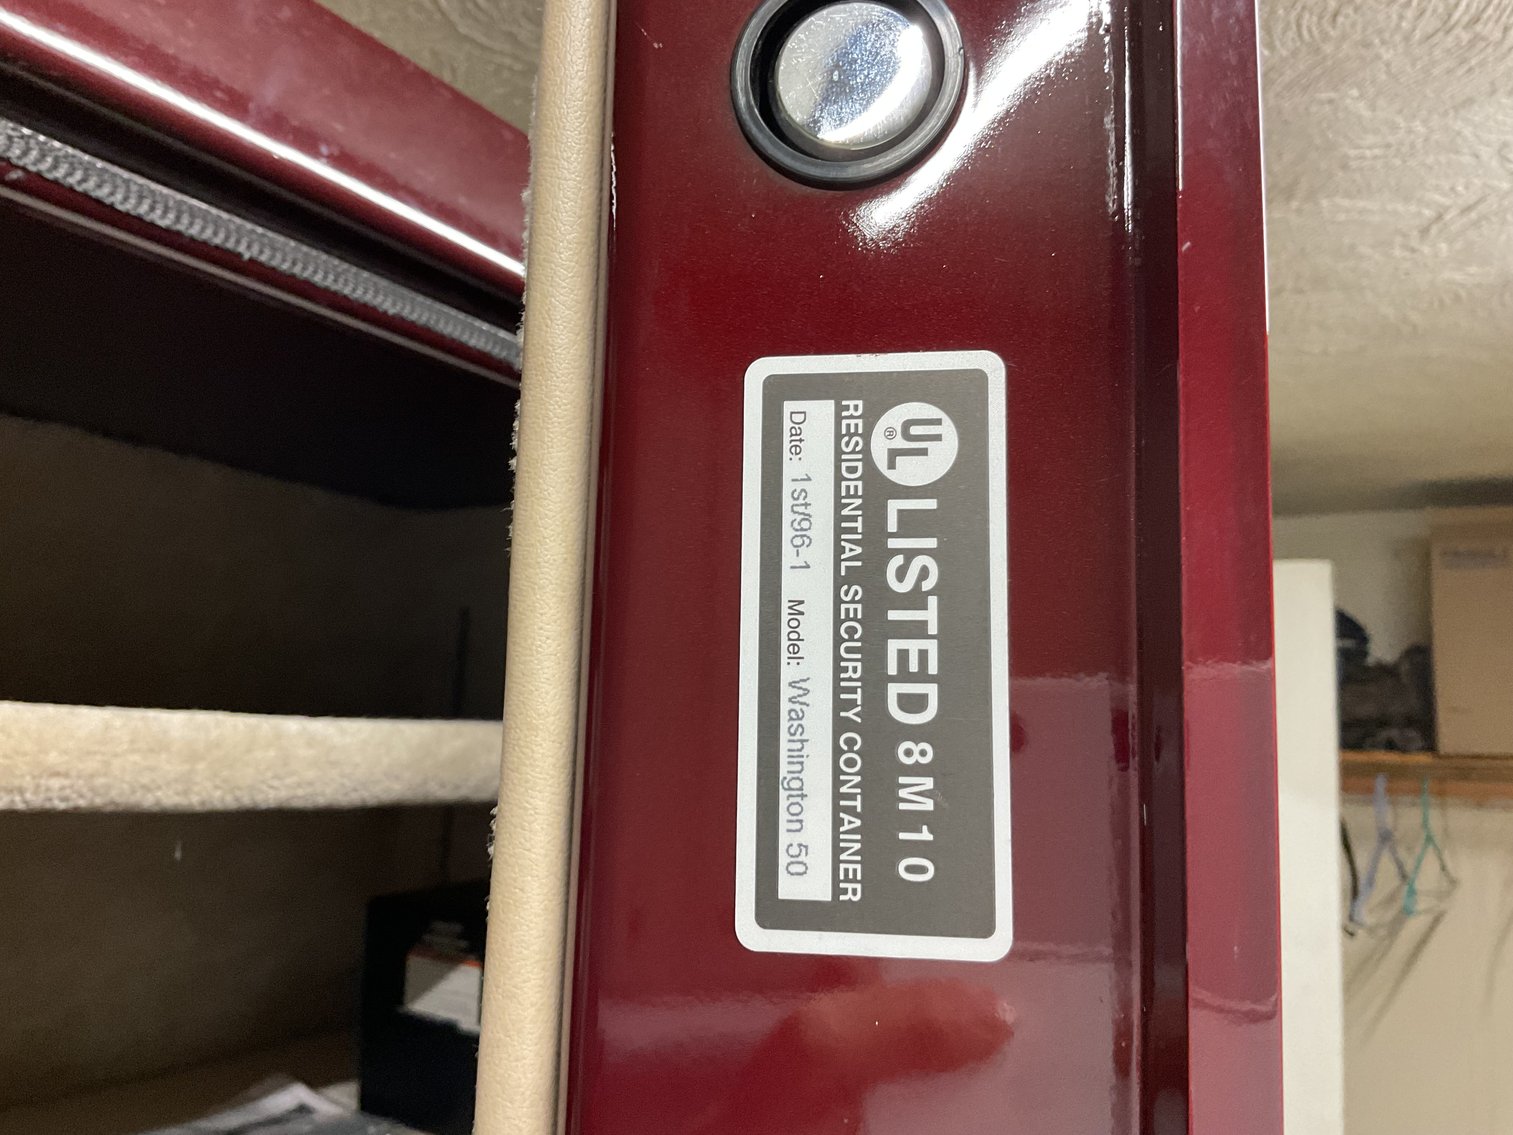 UL® LISTED 8M10
RESIDENTIAL SECURITY CONTAINER
Date: 1st/96-1 Model: Washington 50